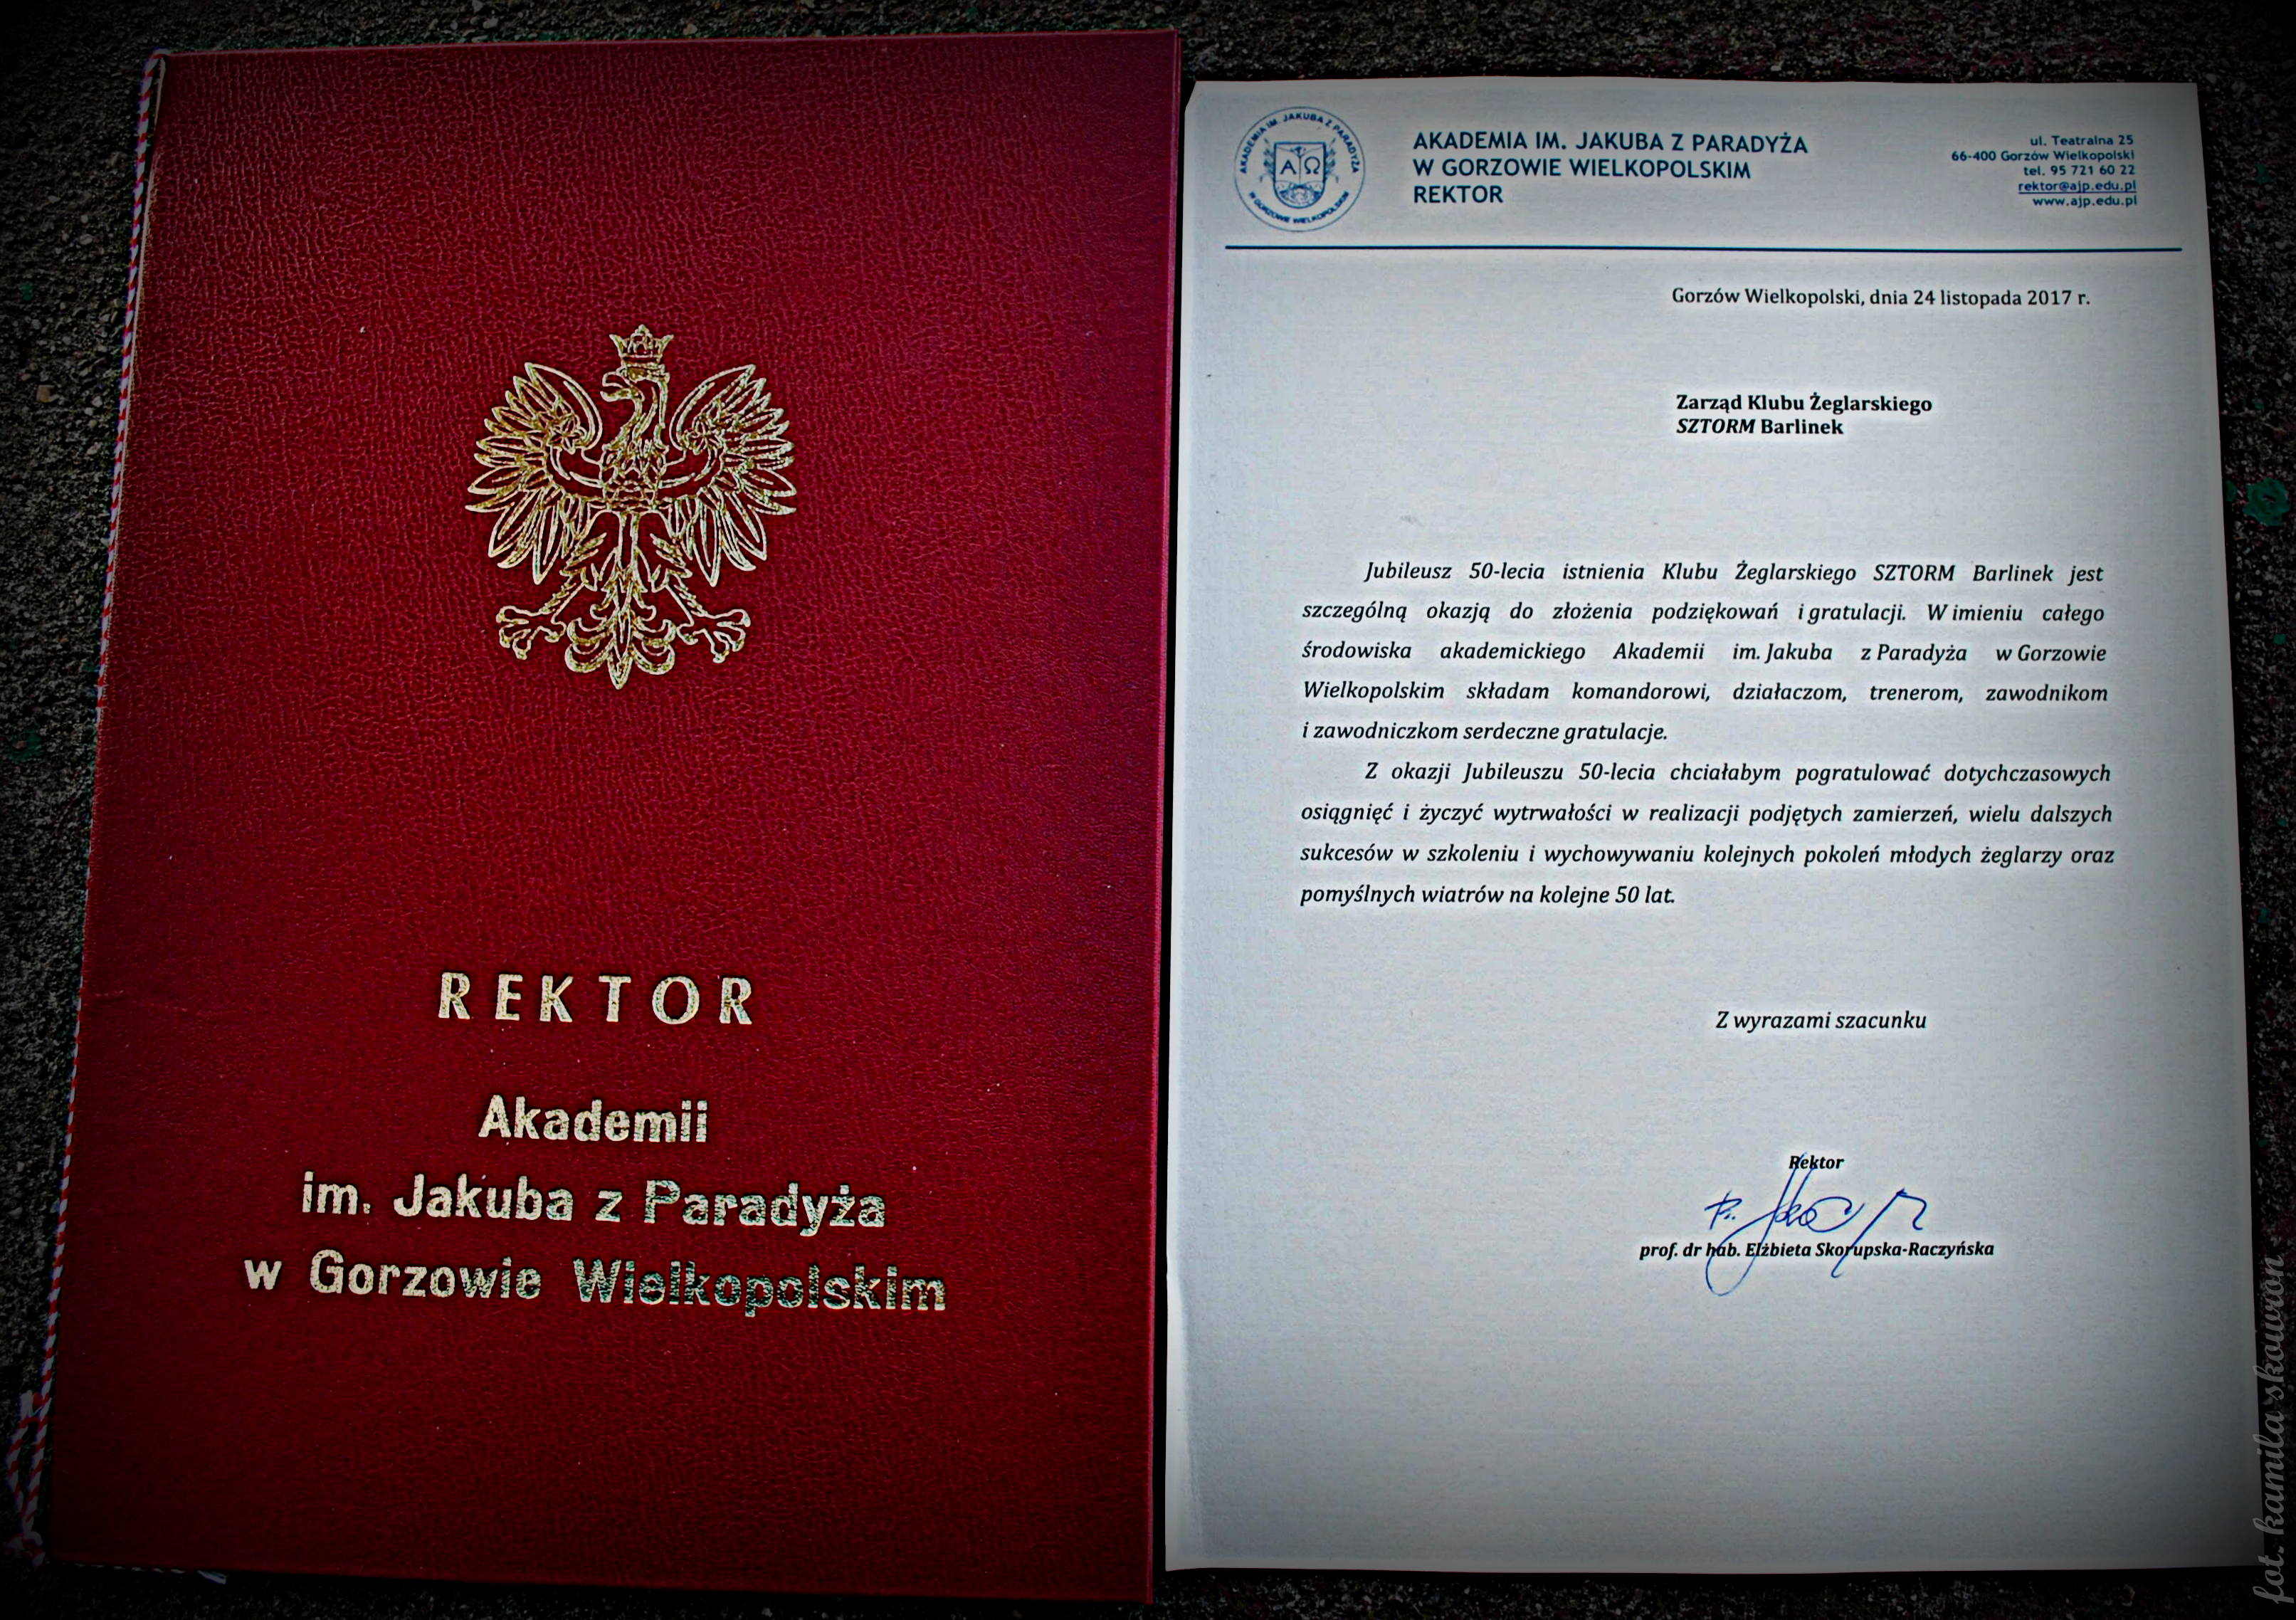 REKTOR
Akademii
im. Jakuba z Paradyża
w Gorzowie Wielkopolskim
AKADEMIA IM. JAKUBA Z PARADYŻA
W GORZOWIE WIELKOPOLSKIM
A Ω
AKADEMIA IM. JAKUBA Z PARADYŻA
W GORZOWIE WIELKOPOLSKIM
REKTOR
ul. Teatralna 25
66-400 Gorzów Wielkopolski
tel. 95 721 60 22
rektor@ajp.edu.pl
www.ajp.edu.pl
Gorzów Wielkopolski, dnia 24 listopada 2017 r.
Zarząd Klubu Żeglarskiego
SZTORM Barlinek
Jubileusz 50-lecia istnienia Klubu Żeglarskiego SZTORM Barlinek jest
szczególną okazją do złożenia podziękowań i gratulacji. W imieniu całego
środowiska akademickiego Akademii im. Jakuba z Paradyża w Gorzowie
Wielkopolskim składam komandorowi, działaczom, trenerom, zawodnikom
i zawodniczkom serdeczne gratulacje.
Z okazji Jubileuszu 50-lecia chciałabym pogratulować dotychczasowych
osiągnięć i życzyć wytrwałości w realizacji podjętych zamierzeń, wielu dalszych
sukcesów w szkoleniu i wychowywaniu kolejnych pokoleń młodych żeglarzy oraz
pomyślnych wiatrów na kolejne 50 lat.
Z wyrazami szacunku
Rektor
prof. dr hab. Elżbieta Skorupska-Raczyńska
fot. kamila skowron